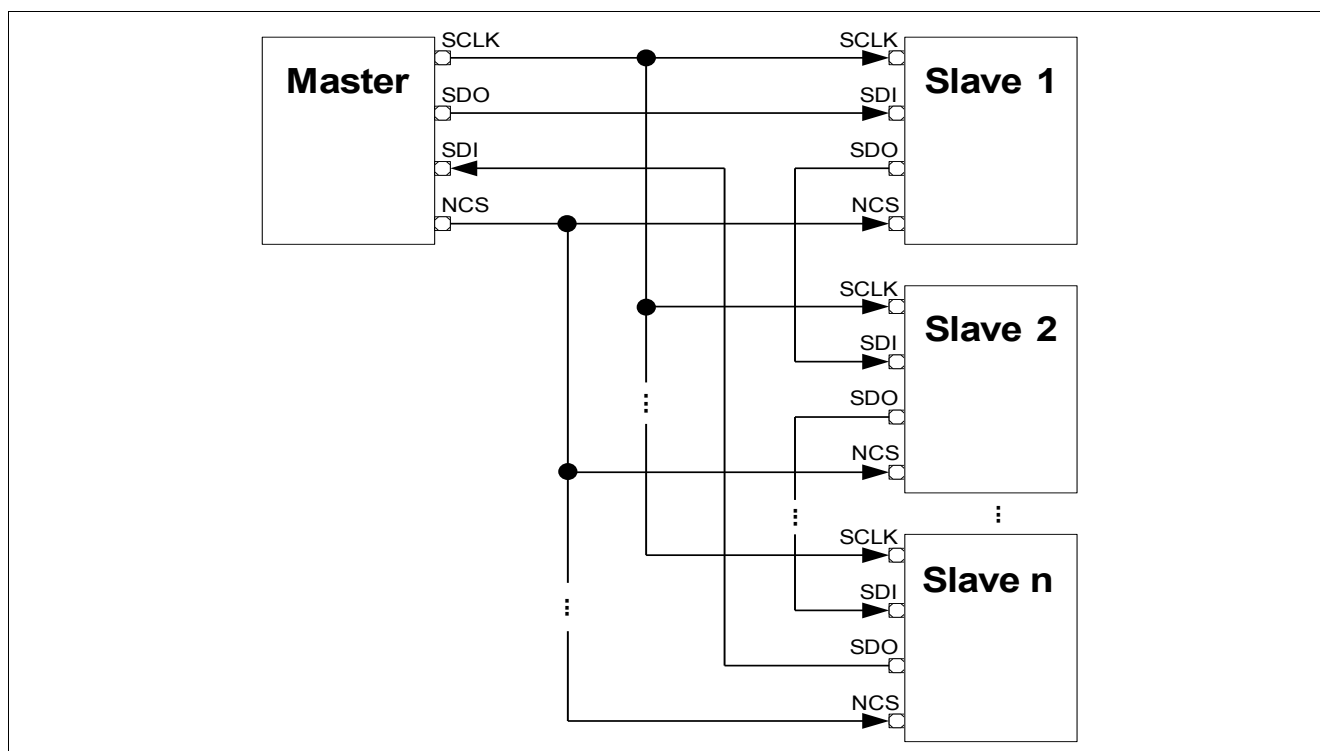 Master
SCLK
SDO
SDI
NCS
SCLK
SDI
SDO
NCS
Slave 1
SCLK
SDI
SDO
NCS
Slave 2
...
...
...
...
SCLK
SDI
SDO
NCS
Slave n